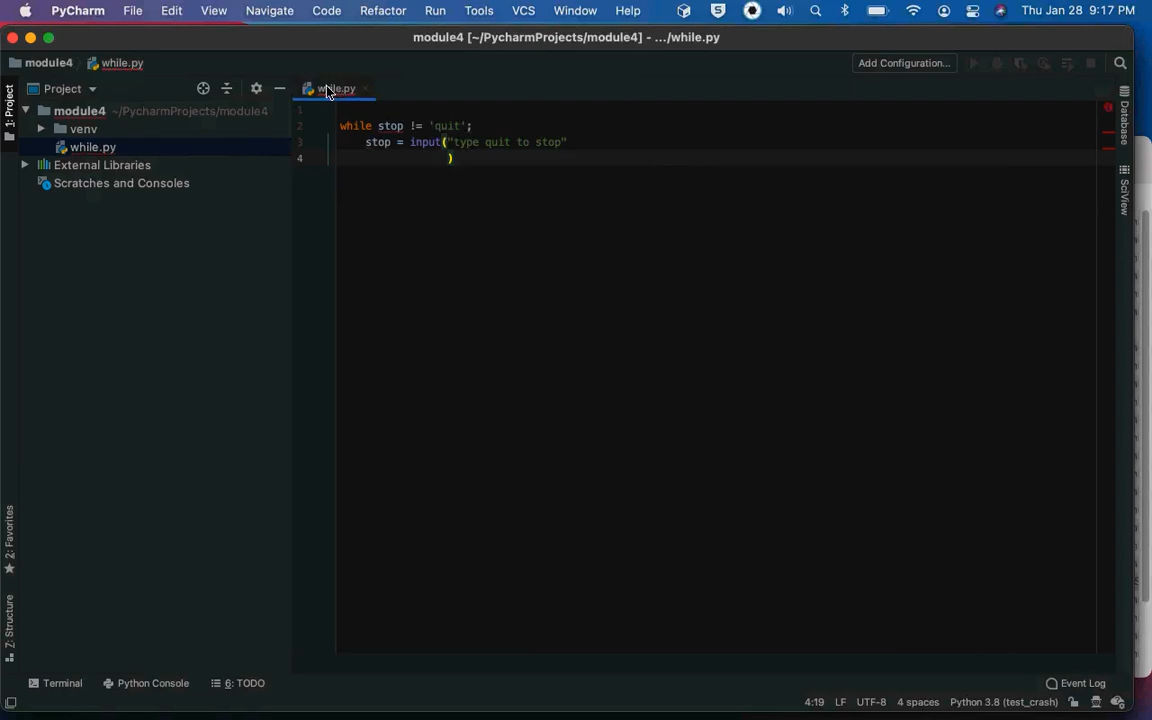 PyCharm File Edit View Navigate Code Refactor Run Tools VCS Window Help S Thu Jan 28 9:17 PM
module4 [~/PycharmProjects/module4] - .../while.py
module4 while.py Add Configuration...
1: Project
Project
while.py
module4 ~/PycharmProjects/module4
venv
while.py
External Libraries
Scratches and Consoles
1
2 while stop != 'quit';
3 stop = input("type quit to stop"
4 )
Database
SciView
2: Favorites
7: Structure
Terminal Python Console 6: TODO Event Log
4:19 LF UTF-8 4 spaces Python 3.8 (test_crash)